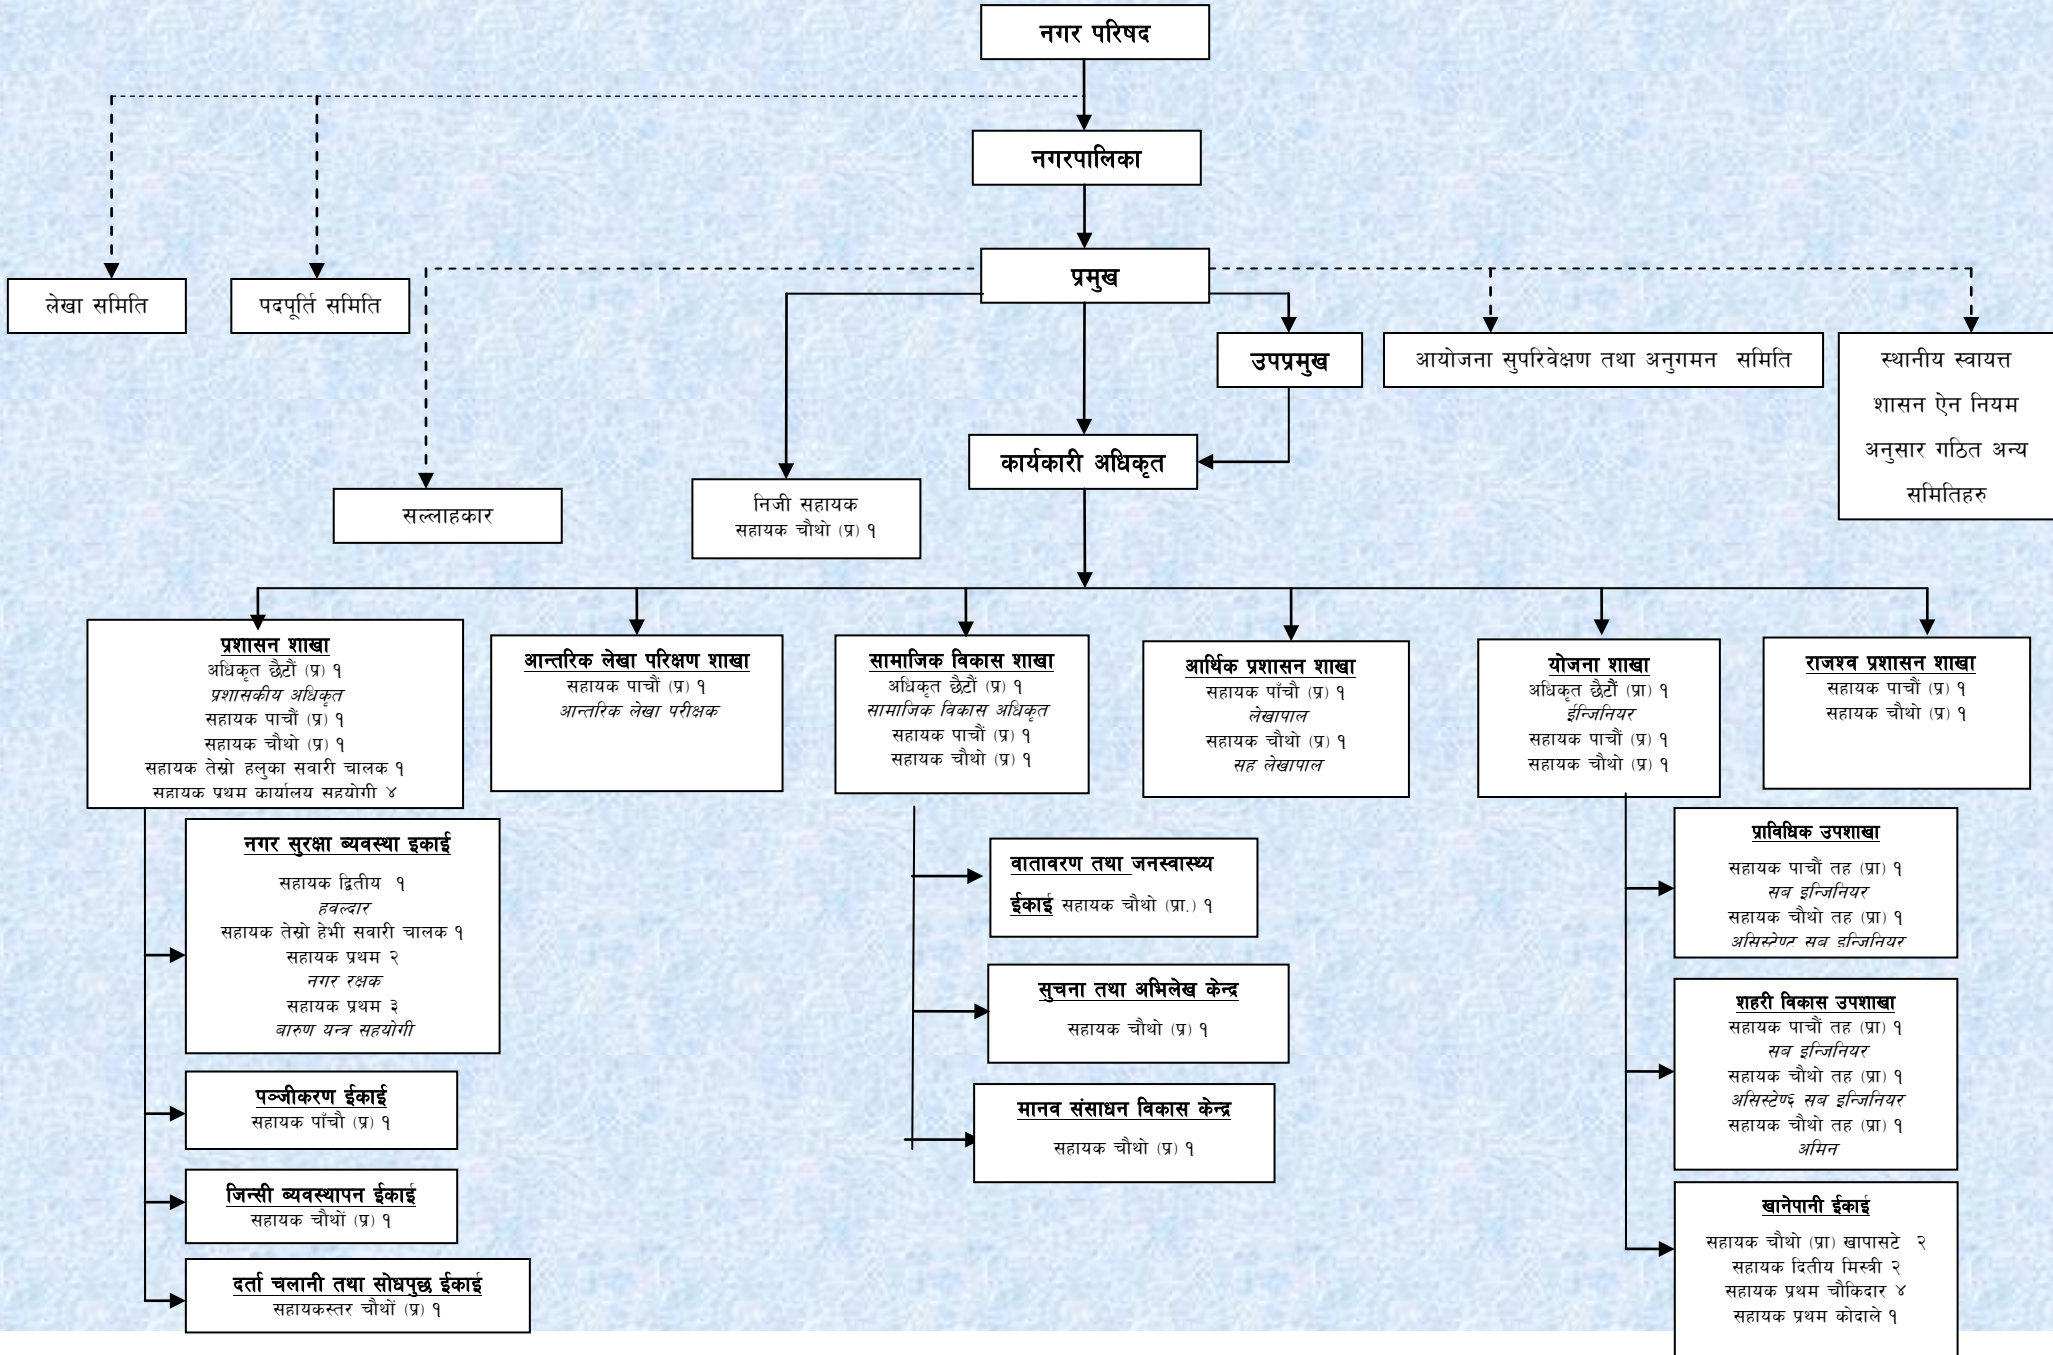 नगर परिषद
नगरपालिका
प्रमुख
लेखा समिति
पदपूर्ति समिति
उपप्रमुख
आयोजना सुपरिवेक्षण तथा अनुगमन समिति
स्थानीय स्वायत्त
शासन ऐन नियम
अनुसार गठित अन्य
समितिहरु
कार्यकारी अधिकृत
सल्लाहकार
निजी सहायक
सहायक चौथो (प्र) १
प्रशासन शाखा
अधिकृत छैटौं (प्र) १
प्रशासकीय अधिकृत
सहायक पाचौं (प्र) १
सहायक चौथो (प्र) १
सहायक तेस्रो हलुका सवारी चालक १
सहायक प्रथम कार्यालय सहयोगी ४
आन्तरिक लेखा परिक्षण शाखा
सहायक पाचौं (प्र) १
आन्तरिक लेखा परीक्षक
सामाजिक विकास शाखा
अधिकृत छैटौं (प्र) १
सामाजिक विकास अधिकृत
सहायक पाचौं (प्र) १
सहायक चौथो (प्र) १
आर्थिक प्रशासन शाखा
सहायक पाँचौ (प्र) १
लेखापाल
सहायक चौथो (प्र) १
सह लेखापाल
योजना शाखा
अधिकृत छैटौं (प्रा) १
ईन्जिनियर
सहायक पाचौं (प्र) १
सहायक चौथो (प्र) १
राजश्व प्रशासन शाखा
सहायक पाचौं (प्र) १
सहायक चौथो (प्र) १
नगर सुरक्षा ब्यवस्था इकाई
सहायक द्वितीय १
हवल्दार
सहायक तेस्रो हेभी सवारी चालक १
सहायक प्रथम २
नगर रक्षक
सहायक प्रथम ३
बारुण यन्त्र सहयोगी
पञ्जीकरण ईकाई
सहायक पाँचौ (प्र) १
जिन्सी ब्यवस्थापन ईकाई
सहायक चौथों (प्र) १
दर्ता चलानी तथा सोधपुछ ईकाई
सहायकस्तर चौथों (प्र) १
वातावरण तथा जनस्वास्थ्य
ईकाई सहायक चौथो (प्रा.) १
सुचना तथा अभिलेख केन्द्र
सहायक चौथो (प्र) १
मानव संसाधन विकास केन्द्र
सहायक चौथो (प्र) १
प्राविधिक उपशाखा
सहायक पाचौं तह (प्रा) १
सब इन्जिनियर
सहायक चौथो तह (प्रा) १
असिस्टेण्ट सब इन्जिनियर
शहरी विकास उपशाखा
सहायक पाचौं तह (प्रा) १
सब इन्जिनियर
सहायक चौथो तह (प्रा) १
असिस्टेण्६ सब इन्जिनियर
सहायक चौथो तह (प्रा) १
अमिन
खानेपानी ईकाई
सहायक चौथो (प्रा) खापासटे २
सहायक दितीय मिस्त्री २
सहायक प्रथम चौकिदार ४
सहायक प्रथम कोदाले १